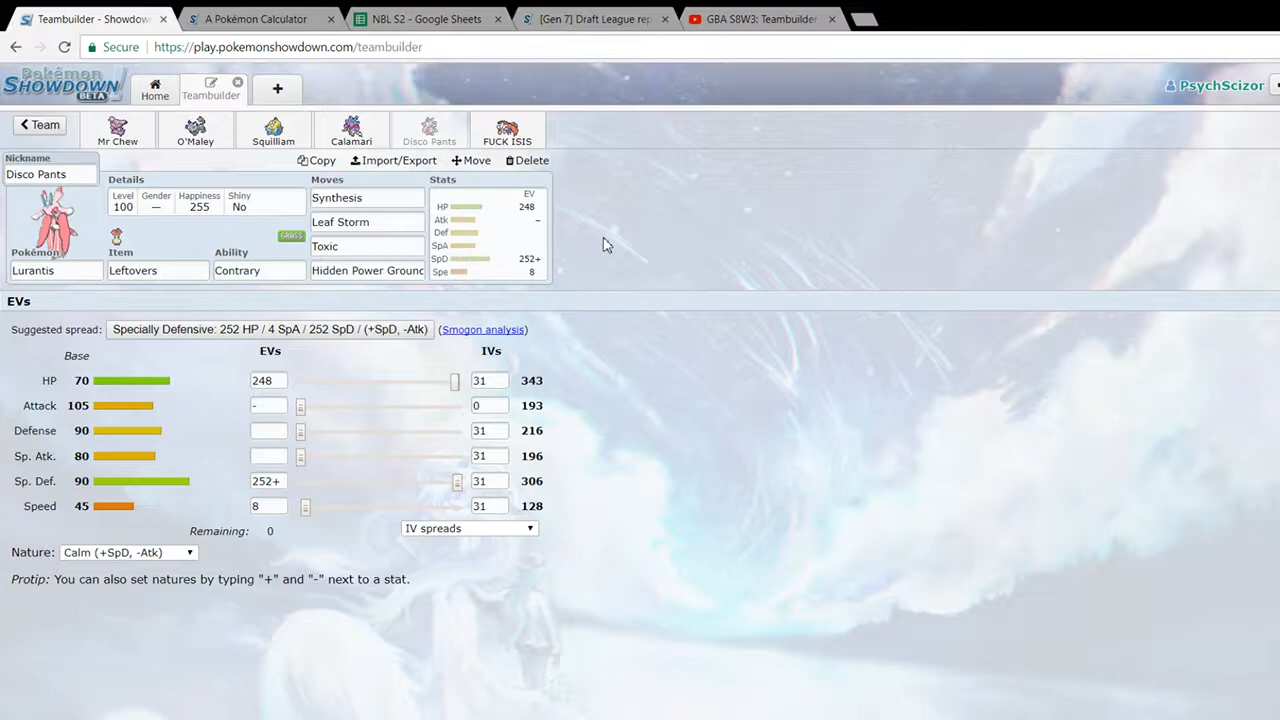 Teambuilder - Showdow
A Pokémon Calculator
NBL S2 - Google Sheets
[Gen 7] Draft League rep
GBA S8W3: Teambuilder
Secure
https://play.pokemonshowdown.com/teambuilder
Pokémon
SHOWDOWN
BETA
Home
Teambuilder
PsychScizor
Team
Mr Chew
O'Maley
Squilliam
Calamari
Disco Pants
FUCK ISIS
Copy
Import/Export
Move
Delete
Nickname
Disco Pants
Pokémon
Lurantis
Details
Level Gender Happiness Shiny
100 — 255 No
GRASS
Item
Leftovers
Ability
Contrary
Moves
Synthesis
Leaf Storm
Toxic
Hidden Power Ground
Stats
EV
HP 248
Atk –
Def
SpA
SpD 252+
Spe 8
EVs
Suggested spread: Specially Defensive: 252 HP / 4 SpA / 252 SpD / (+SpD, -Atk) (Smogon analysis)
Base EVs IVs
HP 70 248 31 343
Attack 105 - 0 193
Defense 90 31 216
Sp. Atk. 80 31 196
Sp. Def. 90 252+ 31 306
Speed 45 8 31 128
Remaining: 0 IV spreads
Nature: Calm (+SpD, -Atk)
Protip: You can also set natures by typing "+" and "-" next to a stat.